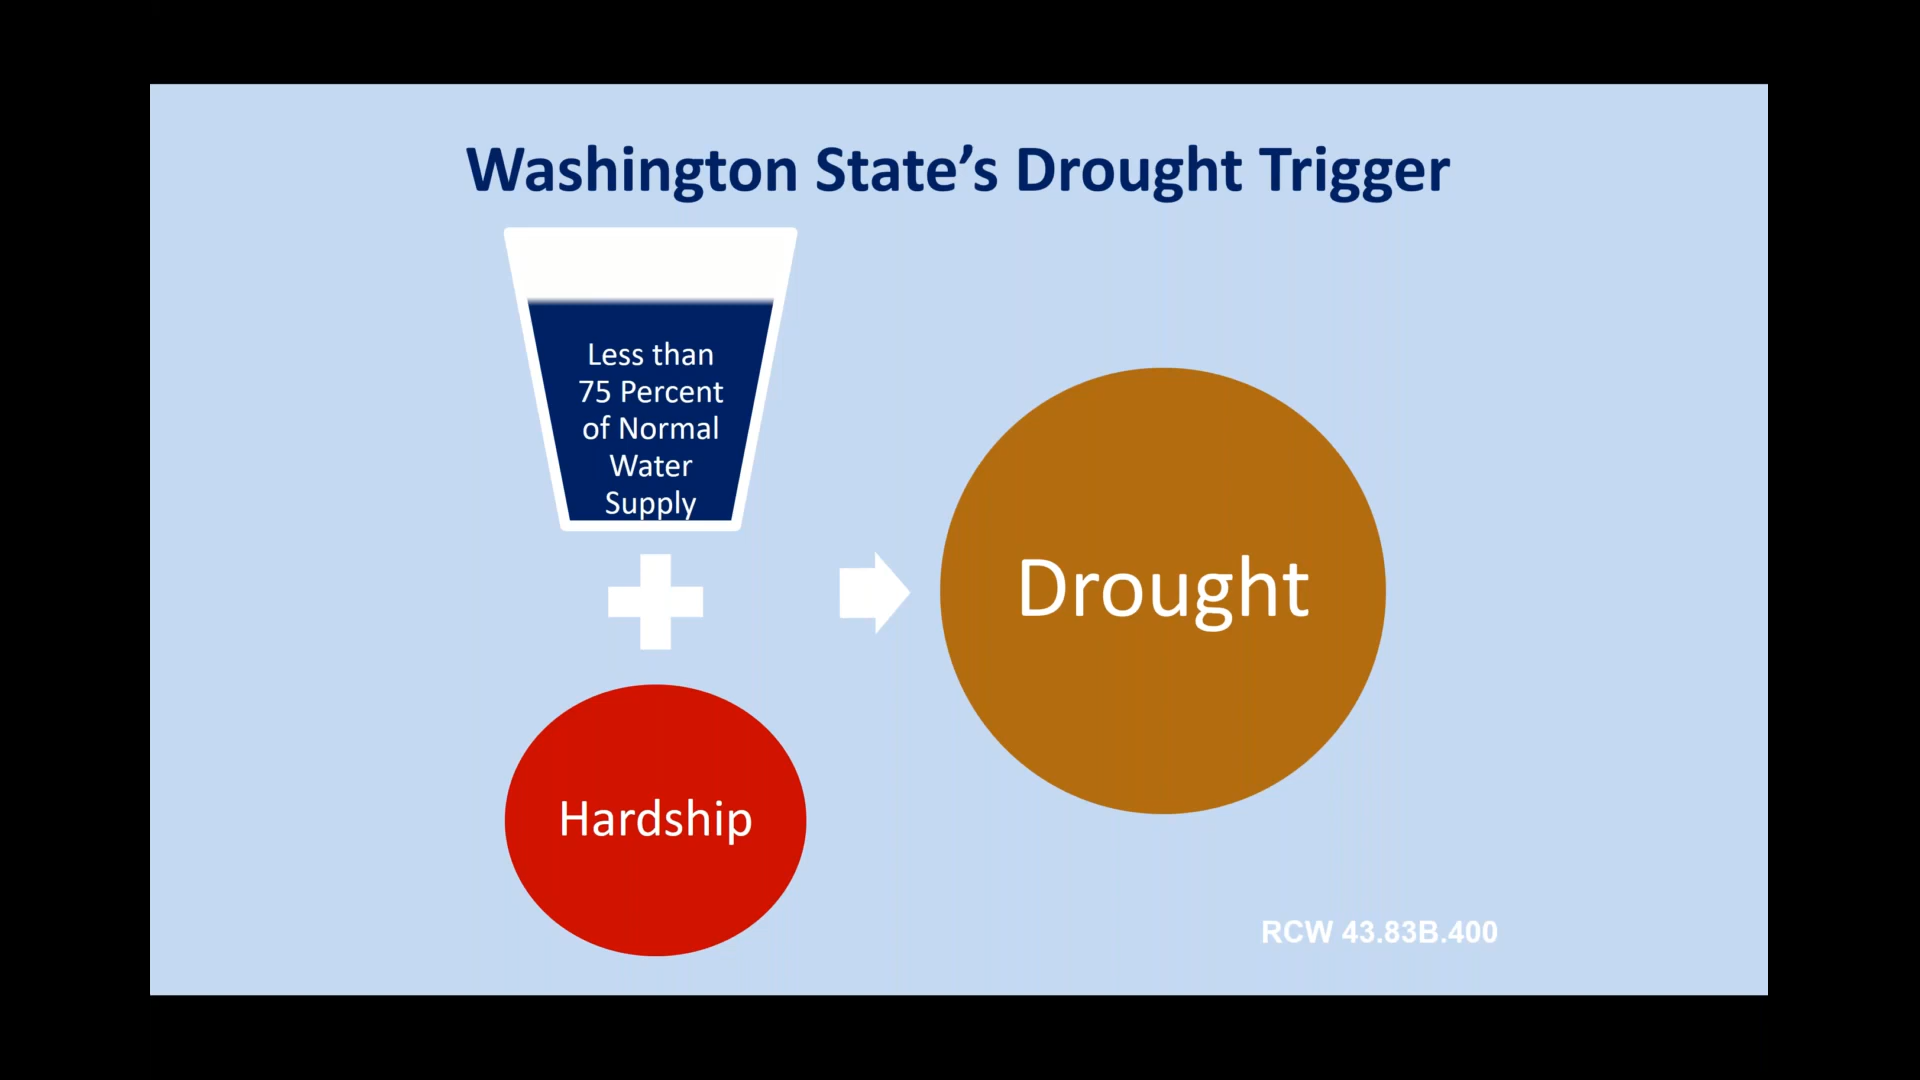 Washington State’s Drought Trigger
Less than
75 Percent
of Normal
Water
Supply
Drought
Hardship
RCW 43.83B.400